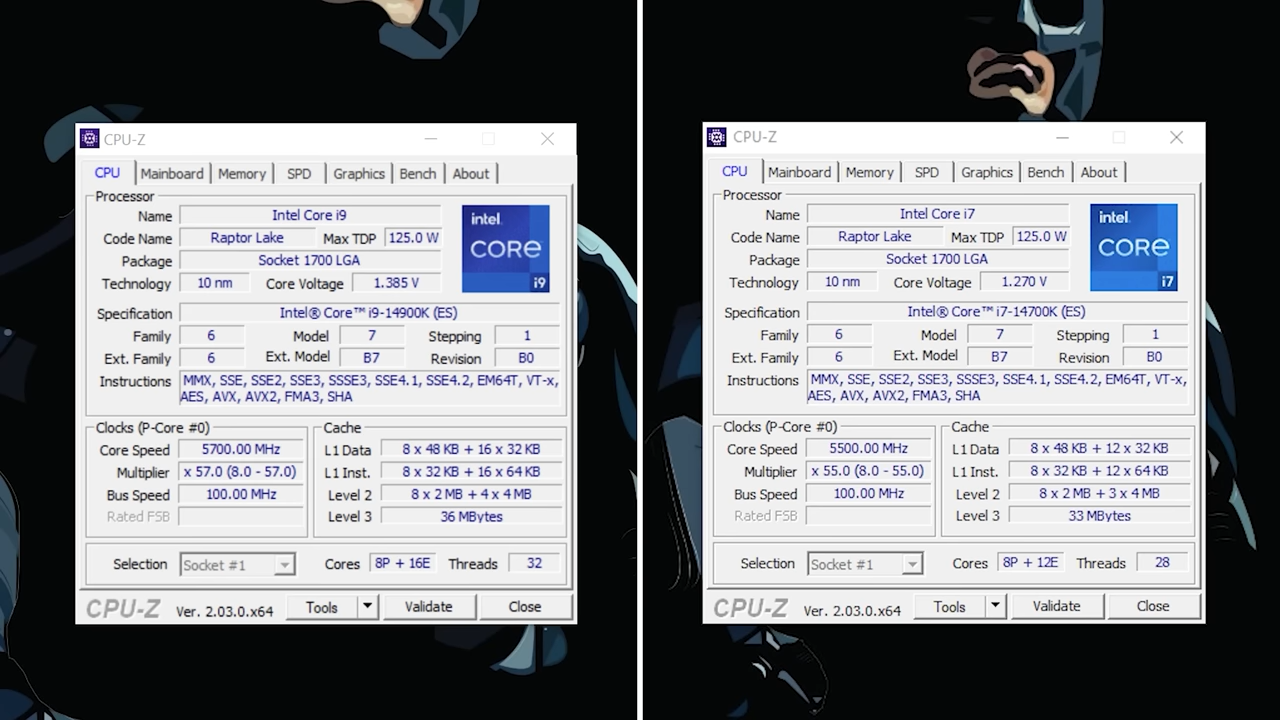 CPU-Z
CPU Mainboard Memory SPD Graphics Bench About
Processor
Name Intel Core i9
Code Name Raptor Lake Max TDP 125.0 W
Package Socket 1700 LGA
Technology 10 nm Core Voltage 1.385 V
intel
CORE
i9
Specification Intel® Core™ i9-14900K (ES)
Family 6 Model 7 Stepping 1
Ext. Family 6 Ext. Model B7 Revision B0
Instructions MMX, SSE, SSE2, SSE3, SSSE3, SSE4.1, SSE4.2, EM64T, VT-x,
AES, AVX, AVX2, FMA3, SHA
Clocks (P-Core #0)
Core Speed 5700.00 MHz
Multiplier x 57.0 (8.0 - 57.0)
Bus Speed 100.00 MHz
Rated FSB
Cache
L1 Data 8 x 48 KB + 16 x 32 KB
L1 Inst. 8 x 32 KB + 16 x 64 KB
Level 2 8 x 2 MB + 4 x 4 MB
Level 3 36 MBytes
Selection Socket #1 Cores 8P + 16E Threads 32
CPU-Z Ver. 2.03.0.x64 Tools Validate Close
CPU-Z
CPU Mainboard Memory SPD Graphics Bench About
Processor
Name Intel Core i7
Code Name Raptor Lake Max TDP 125.0 W
Package Socket 1700 LGA
Technology 10 nm Core Voltage 1.270 V
intel
CORE
i7
Specification Intel® Core™ i7-14700K (ES)
Family 6 Model 7 Stepping 1
Ext. Family 6 Ext. Model B7 Revision B0
Instructions MMX, SSE, SSE2, SSE3, SSSE3, SSE4.1, SSE4.2, EM64T, VT-x,
AES, AVX, AVX2, FMA3, SHA
Clocks (P-Core #0)
Core Speed 5500.00 MHz
Multiplier x 55.0 (8.0 - 55.0)
Bus Speed 100.00 MHz
Rated FSB
Cache
L1 Data 8 x 48 KB + 12 x 32 KB
L1 Inst. 8 x 32 KB + 12 x 64 KB
Level 2 8 x 2 MB + 3 x 4 MB
Level 3 33 MBytes
Selection Socket #1 Cores 8P + 12E Threads 28
CPU-Z Ver. 2.03.0.x64 Tools Validate Close